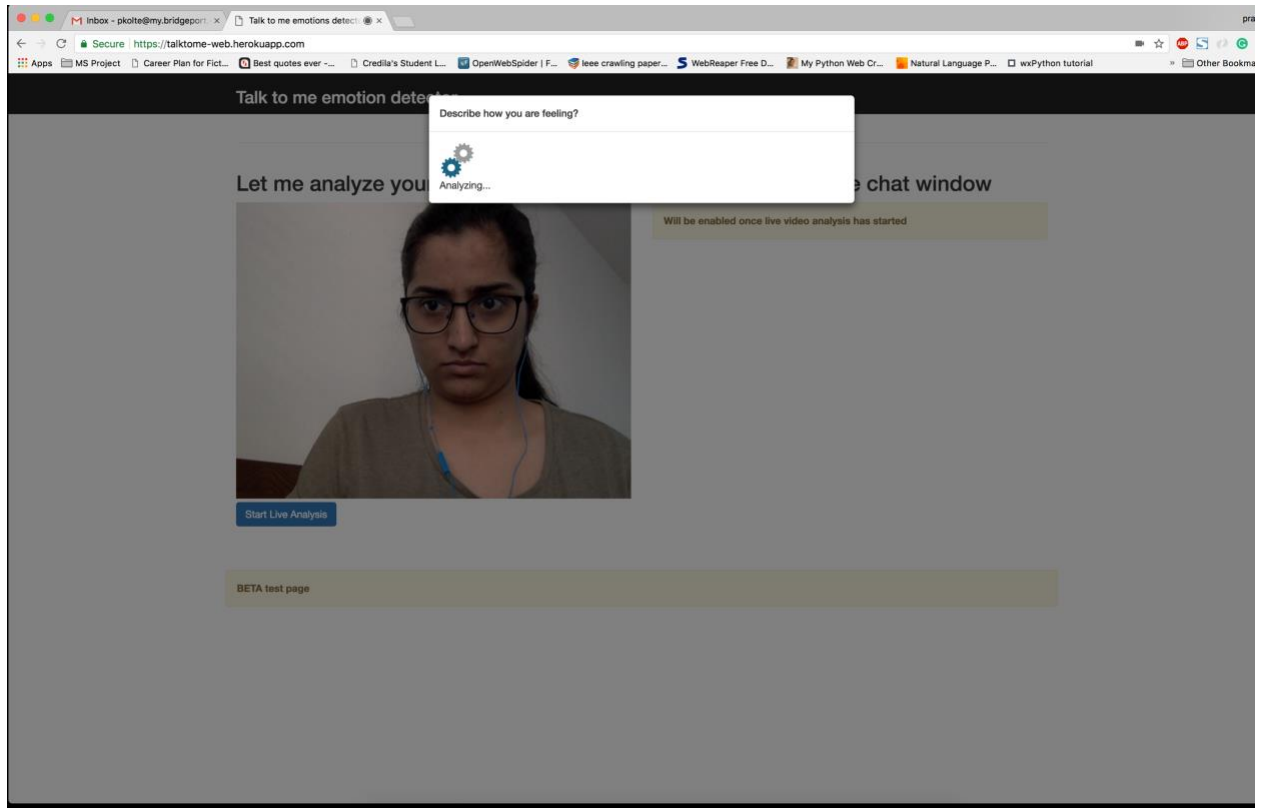 Inbox - pkolte@my.bridgeport.
Talk to me emotions detect
pra
Secure https://talktome-web.herokuapp.com
Apps MS Project Career Plan for Fict... Best quotes ever -... Credila's Student L... OpenWebSpider | F... Ieee crawling paper... WebReaper Free D... My Python Web Cr... Natural Language P... wxPython tutorial » Other Bookma
Talk to me emotion detector
Describe how you are feeling?
Analyzing...
Let me analyze you
e chat window
Will be enabled once live video analysis has started
Start Live Analysis
BETA test page